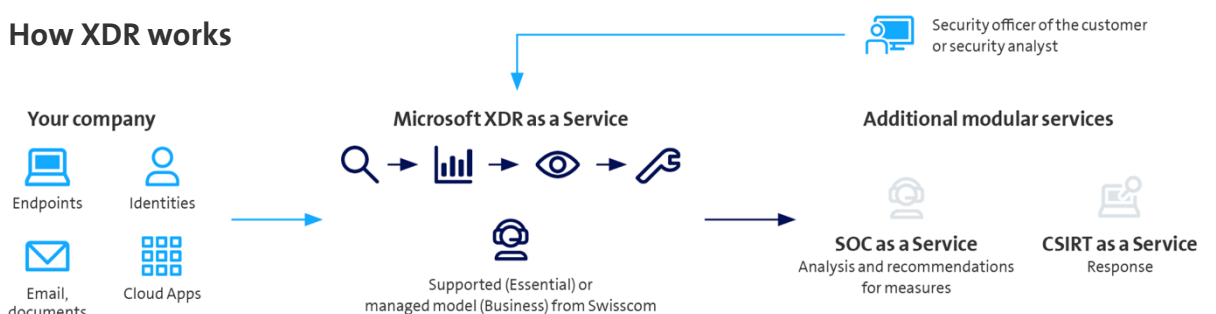 How XDR works
Security officer of the customer
or security analyst
Your company
Endpoints
Identities
Email,
documents
Cloud Apps
Microsoft XDR as a Service
Supported (Essential) or
managed model (Business) from Swisscom
Additional modular services
SOC as a Service
Analysis and recommendations
for measures
CSIRT as a Service
Response